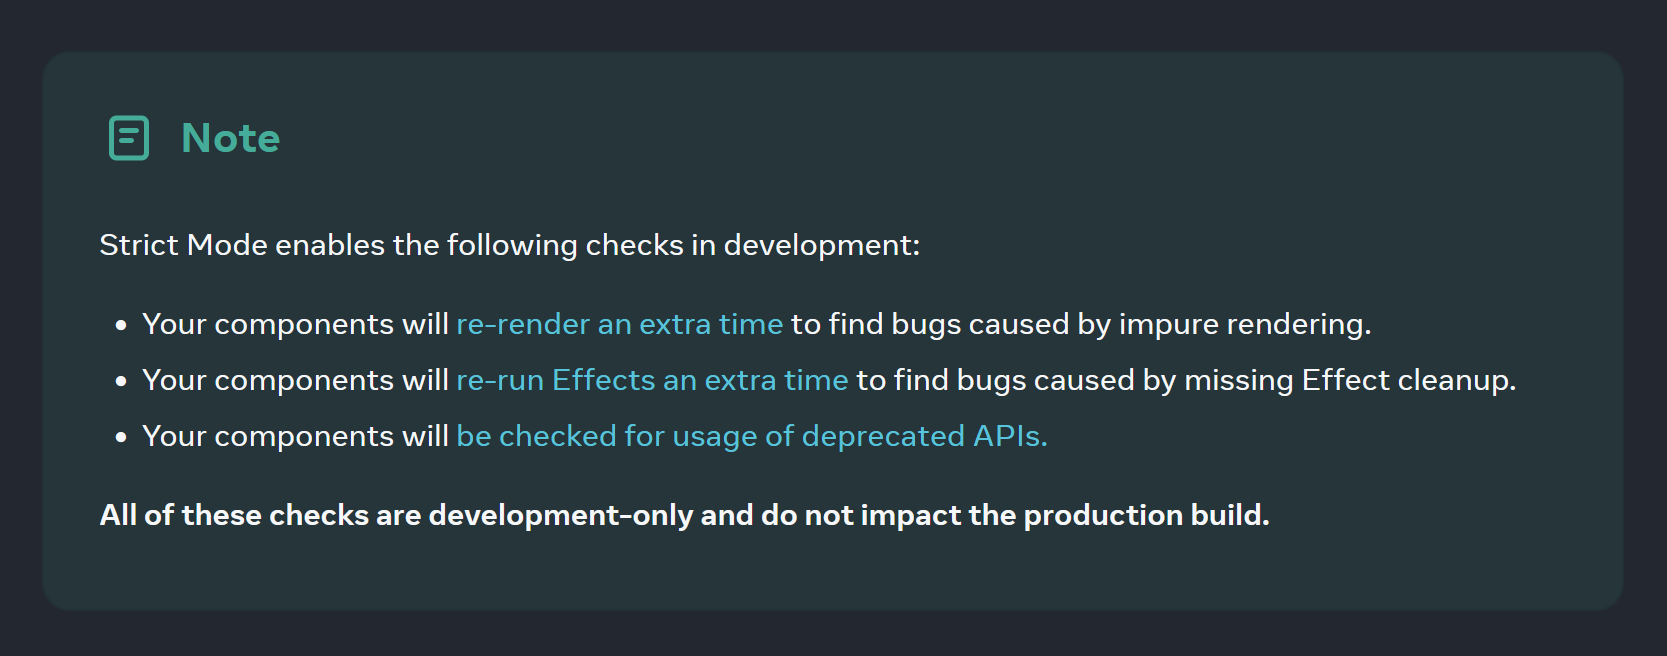 Note
Strict Mode enables the following checks in development:
• Your components will re-render an extra time to find bugs caused by impure rendering.
• Your components will re-run Effects an extra time to find bugs caused by missing Effect cleanup.
• Your components will be checked for usage of deprecated APIs.
All of these checks are development-only and do not impact the production build.